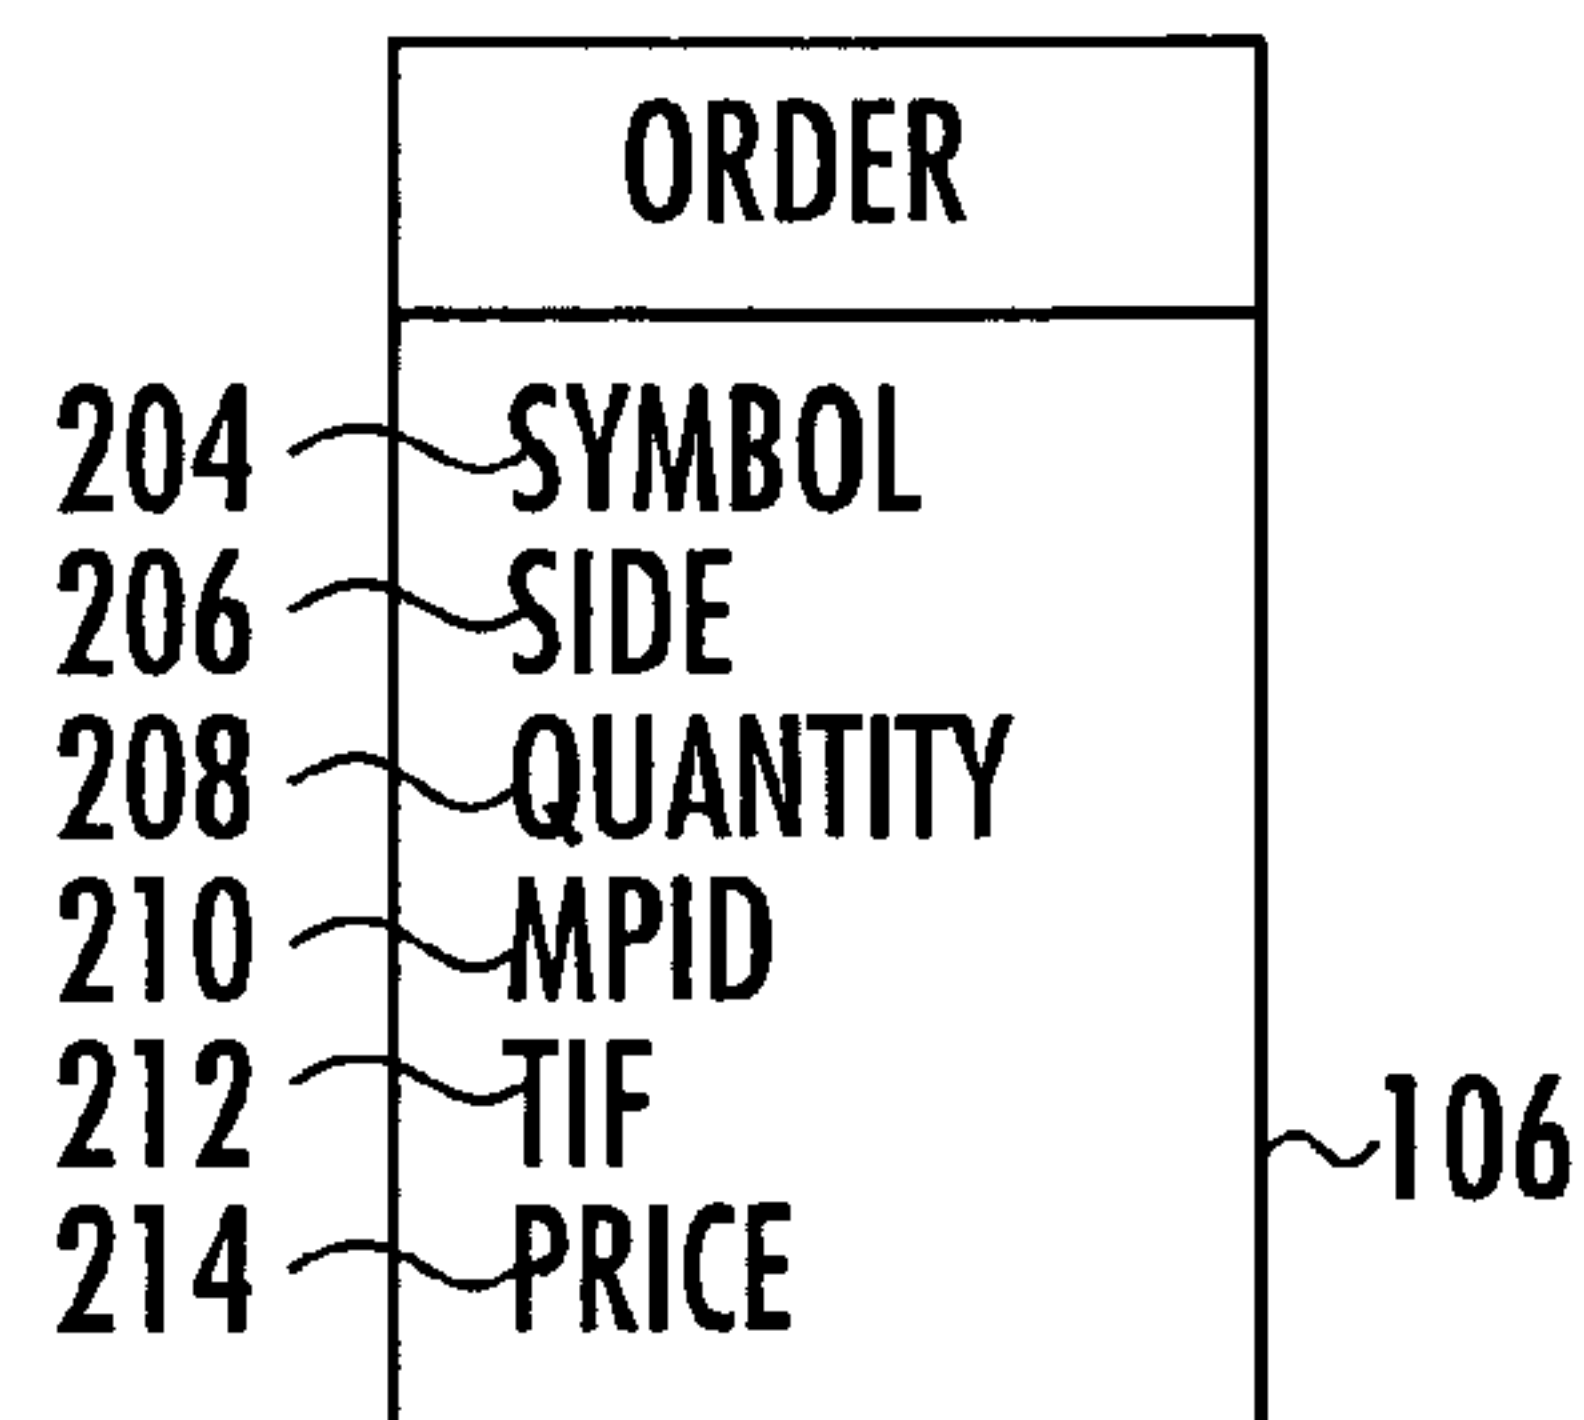 ORDER
204 SYMBOL
206 SIDE
208 QUANTITY
210 MPID
212 TIF
106
214 PRICE